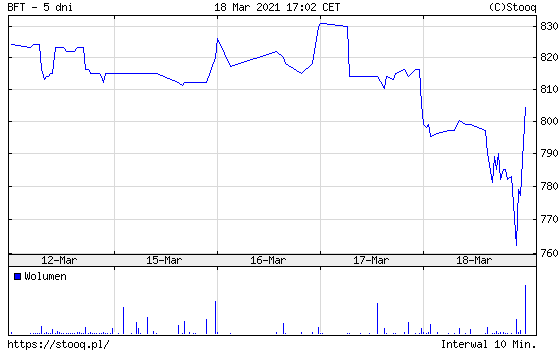 BFT - 5 dni 18 Mar 2021 17:02 CET (C)Stooq
830
820
810
800
790
780
770
760
12-Mar 15-Mar 16-Mar 17-Mar 18-Mar
Wolumen
https://stooq.pl/ Interwal 10 Min.